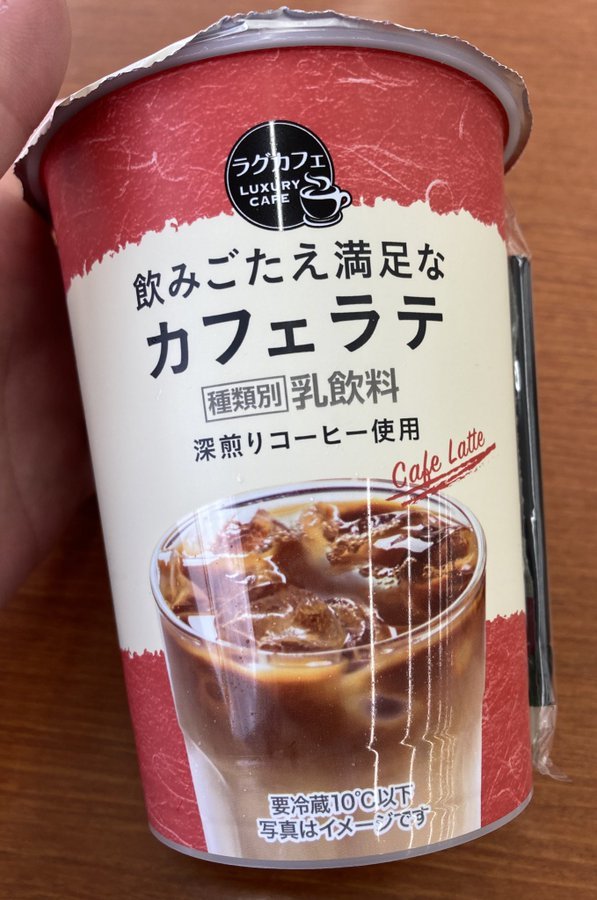 ラグカフェ
LUXURY
CAFE
飲みごたえ満足な
カフェラテ
種類別 乳飲料
深煎りコーヒー使用
Cafe Latte
要冷蔵10℃以下
写真はイメージです